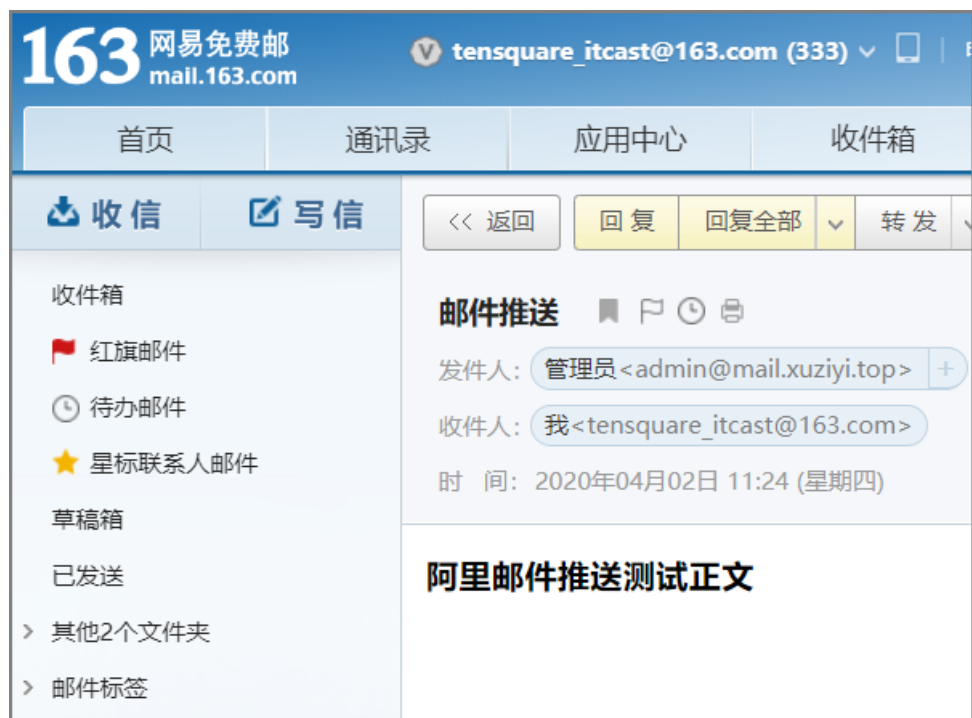 163 网易免费邮
mail.163.com
V tensquare_itcast@163.com (333)
首页 通讯录 应用中心 收件箱
收信 写信
<< 返回 回复 回复全部 转发
收件箱
红旗邮件
待办邮件
星标联系人邮件
草稿箱
已发送
其他2个文件夹
邮件标签
邮件推送
发件人： 管理员<admin@mail.xuziyi.top> +
收件人： 我<tensquare_itcast@163.com>
时 间： 2020年04月02日 11:24 (星期四)
阿里邮件推送测试正文